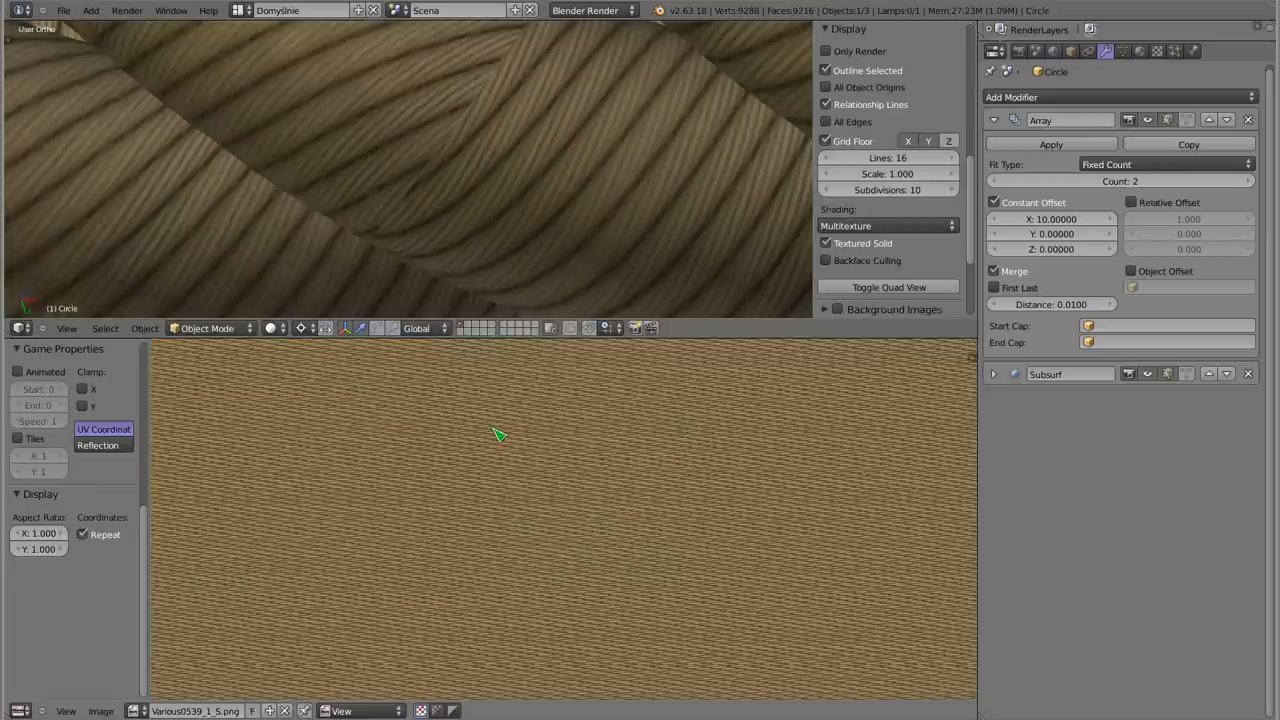 File Add Render Window Help Domyślnie Scena Blender Render v2.63.18 | Verts:9288 | Faces:9216 | Objects:1/3 | Lamps:0/1 | Mem:27.23M (1.09M) | Circle
User Ortho
(1) Circle
Display
Only Render
Outline Selected
All Object Origins
Relationship Lines
All Edges
Grid Floor X Y Z
Lines: 16
Scale: 1.000
Subdivisions: 10
Shading:
Multitexture
Textured Solid
Backface Culling
Toggle Quad View
Background Images
View Select Object Object Mode Global
RenderLayers
Circle
Add Modifier
Array
Apply Copy
Fit Type: Fixed Count
Count: 2
Constant Offset Relative Offset
X: 10.00000 1.000
Y: 0.00000 0.000
Z: 0.00000 0.000
Merge Object Offset
First Last
Distance: 0.0100
Start Cap:
End Cap:
Subsurf
Game Properties
Animated Clamp:
Start: 0 X
End: 0 Y
Speed: 1
UV Coordinat
Tiles Reflection
X: 1
Y: 1
Display
Aspect Ratio: Coordinates:
X: 1.000 Repeat
Y: 1.000
View Image Various0539_1_S.png F View